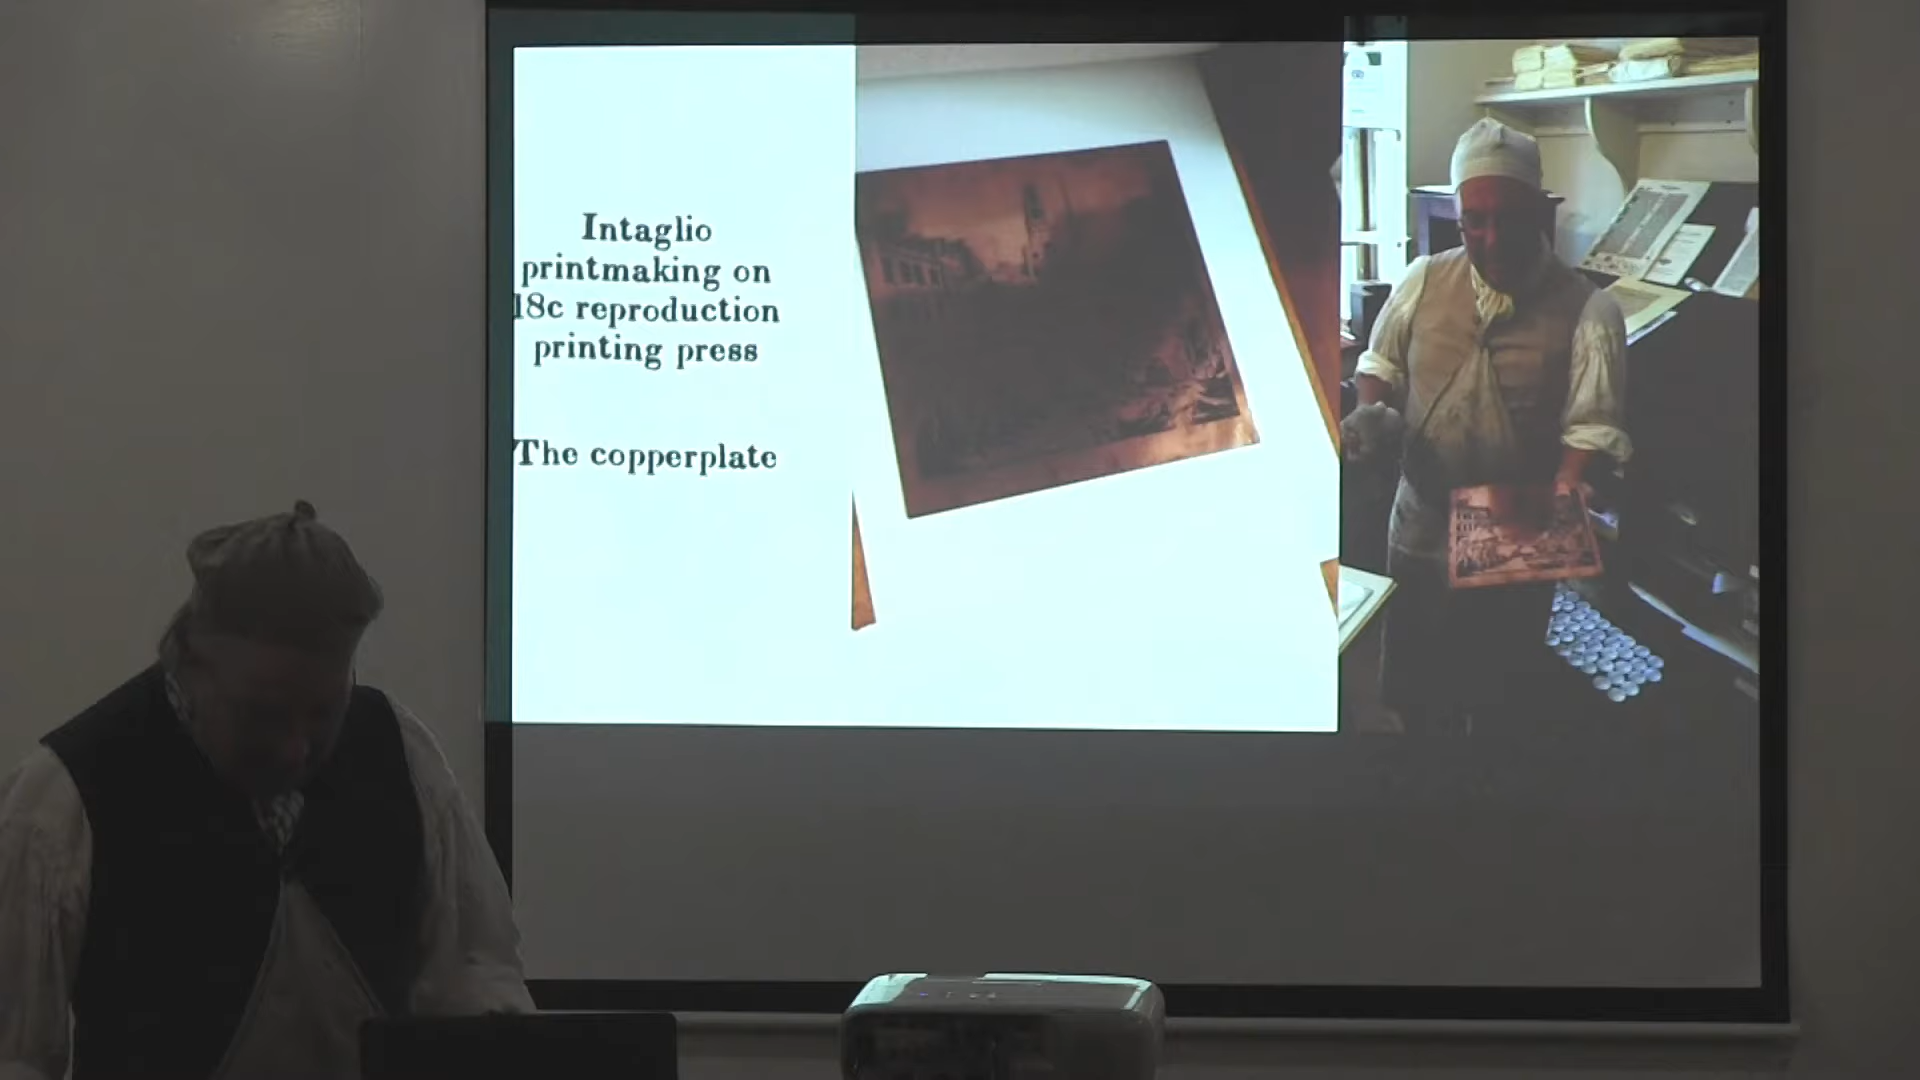 Intaglio
printmaking on
18c reproduction
printing press
The copperplate